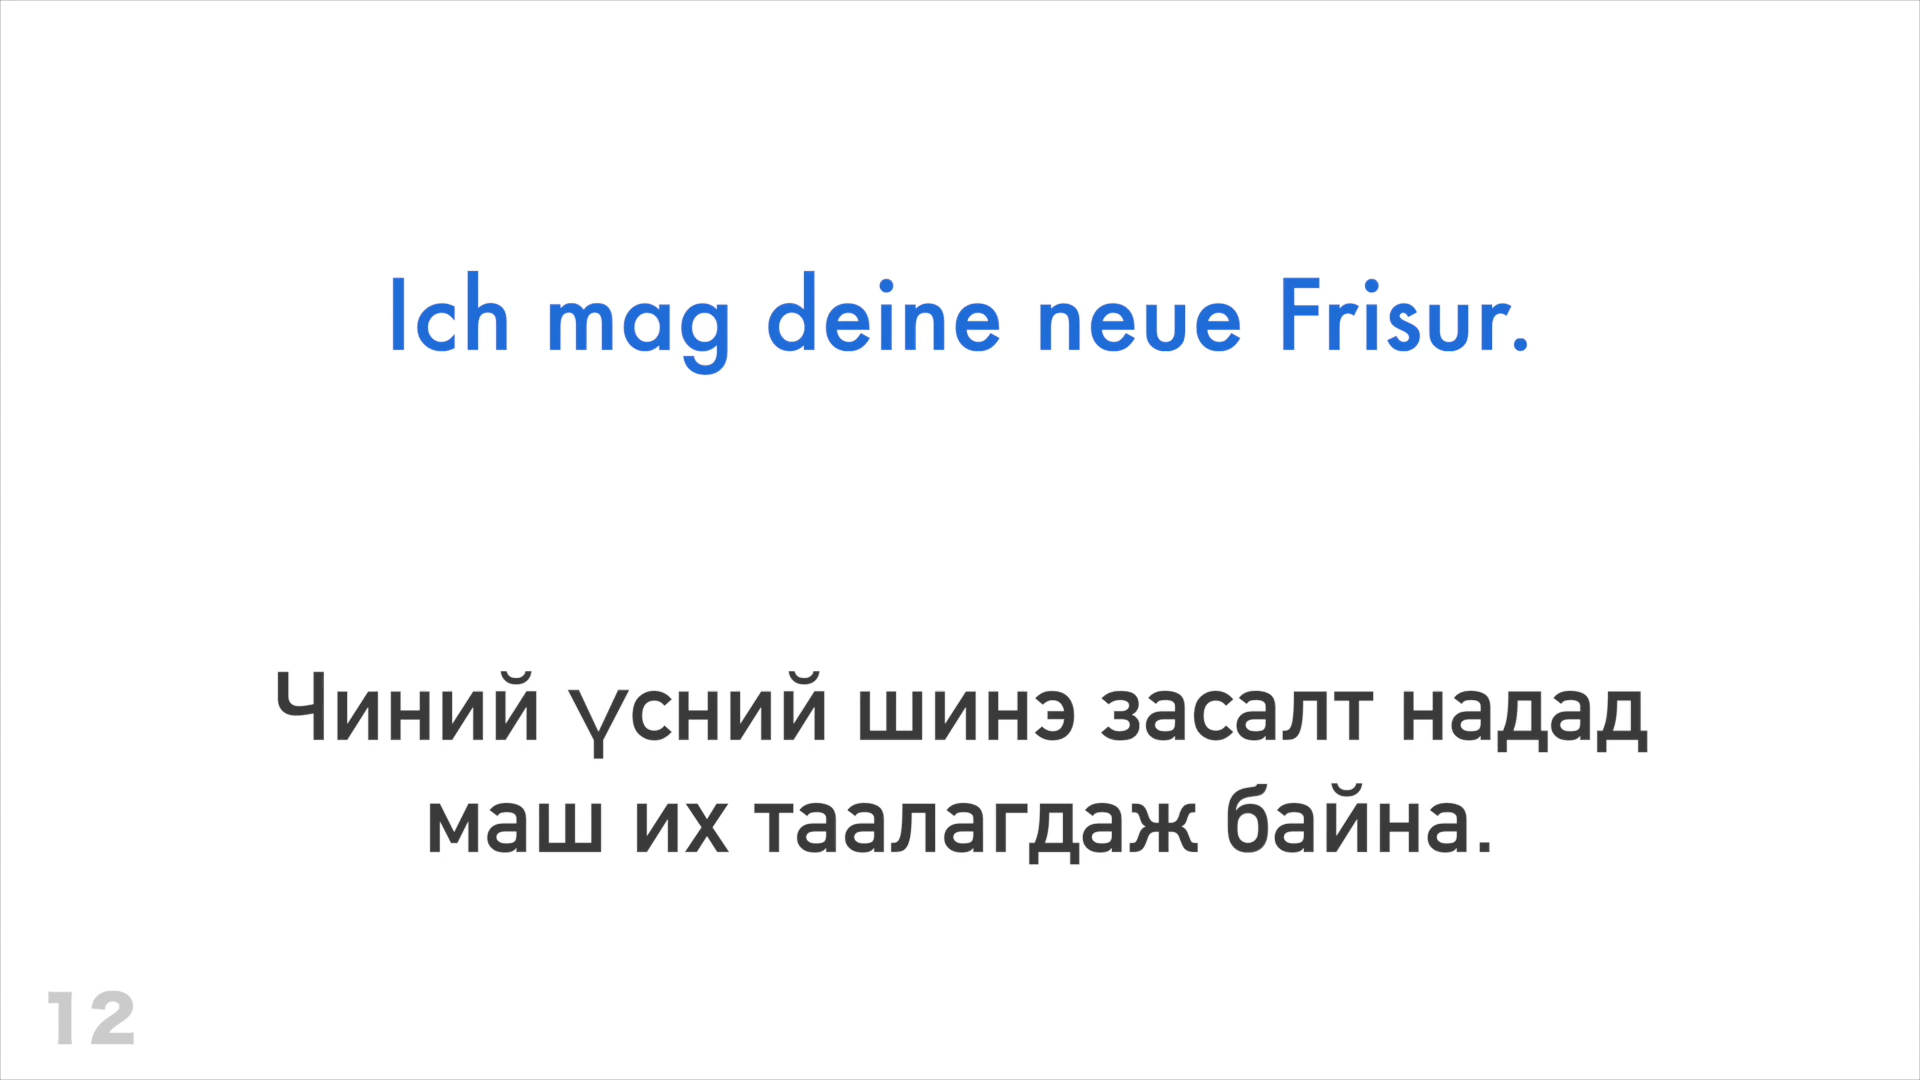 Ich mag deine neue Frisur.
Чиний үсний шинэ засалт надад
маш их таалагдаж байна.
12